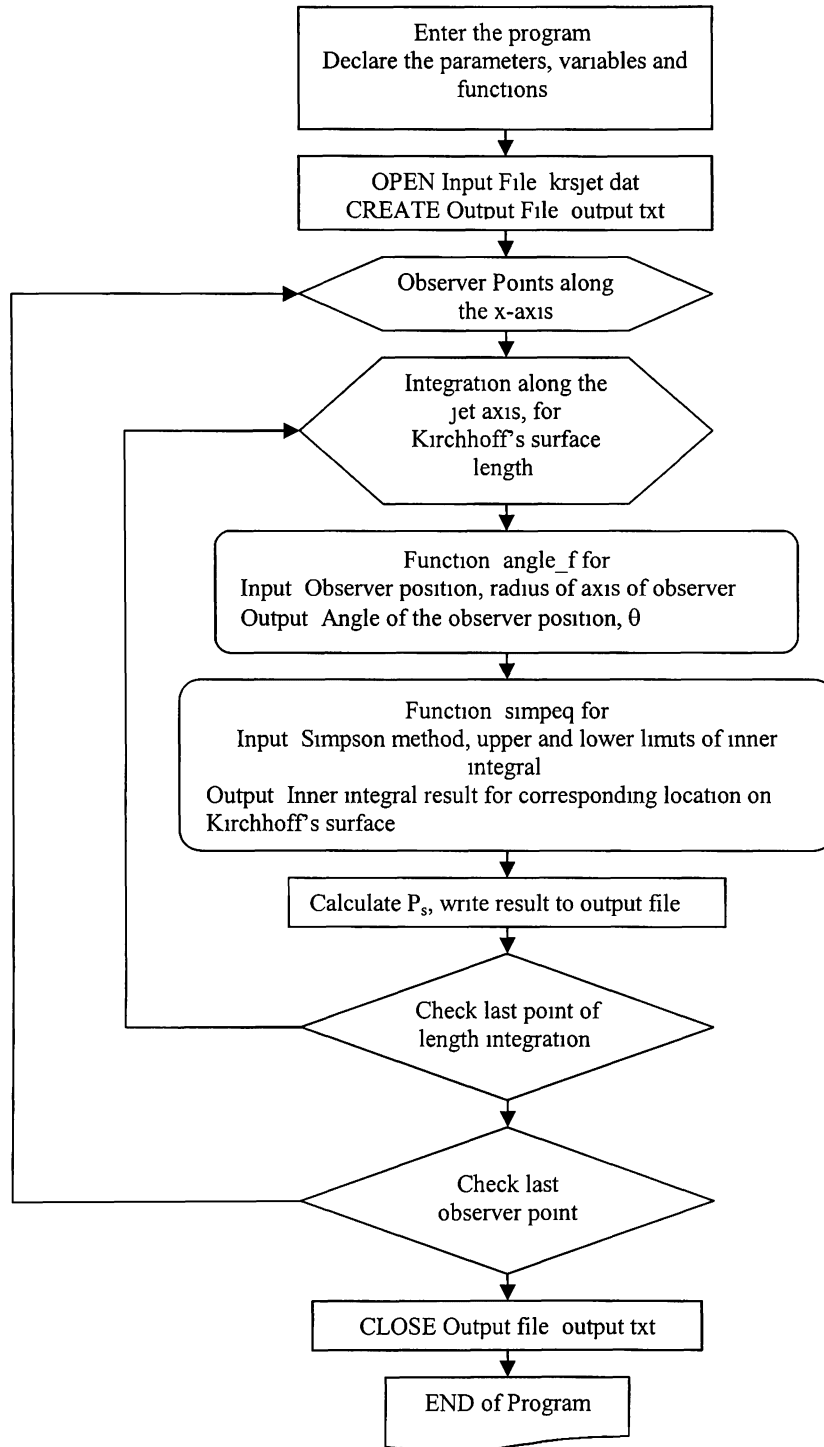 Enter the program
Declare the parameters, variables and
functions
OPEN Input File krsjet dat
CREATE Output File output txt
Observer Points along
the x-axis
Integration along the
jet axis, for
Kirchhoff's surface
length
Function angle_f for
Input Observer position, radius of axis of observer
Output Angle of the observer position, θ
Function simpeq for
Input Simpson method, upper and lower limits of inner
integral
Output Inner integral result for corresponding location on
Kirchhoff's surface
Calculate Ps, write result to output file
Check last point of
length integration
Check last
observer point
CLOSE Output file output txt
END of Program